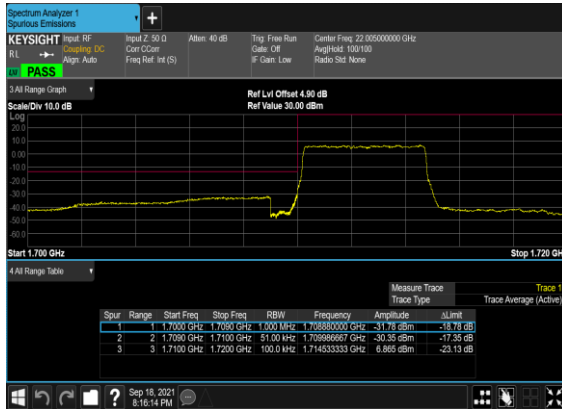 Spectrum Analyzer 1
Spurious Emissions
+
KEYSIGHT Input: RF Input Z: 50 Ω Atten: 40 dB Trig: Free Run Center Freq: 22.005000000 GHz
RL Coupling: DC Corr CCorr Gate: Off Avg|Hold: 100/100
Align: Auto Freq Ref: Int (S) IF Gain: Low Radio Std: None
PASS
3 All Range Graph
Ref Lvl Offset 4.90 dB
Scale/Div 10.0 dB Ref Value 30.00 dBm
Log
20.0
10.0
0.00
-10.0
-20.0
-30.0
-40.0
-50.0
-60.0
Start 1.700 GHz Stop 1.720 GH
4 All Range Table
Measure Trace Trace 1
Trace Type Trace Average (Active)
Spur Range Start Freq Stop Freq RBW Frequency Amplitude ΔLimit
1 1 1.7000 GHz 1.7090 GHz 1.000 MHz 1.708880000 GHz -31.78 dBm -18.78 dB
2 2 1.7090 GHz 1.7100 GHz 51.00 kHz 1.709986667 GHz -30.35 dBm -17.35 dB
3 3 1.7100 GHz 1.7200 GHz 100.0 kHz 1.714533333 GHz 6.865 dBm -23.13 dB
? Sep 18, 2021
8:16:14 PM